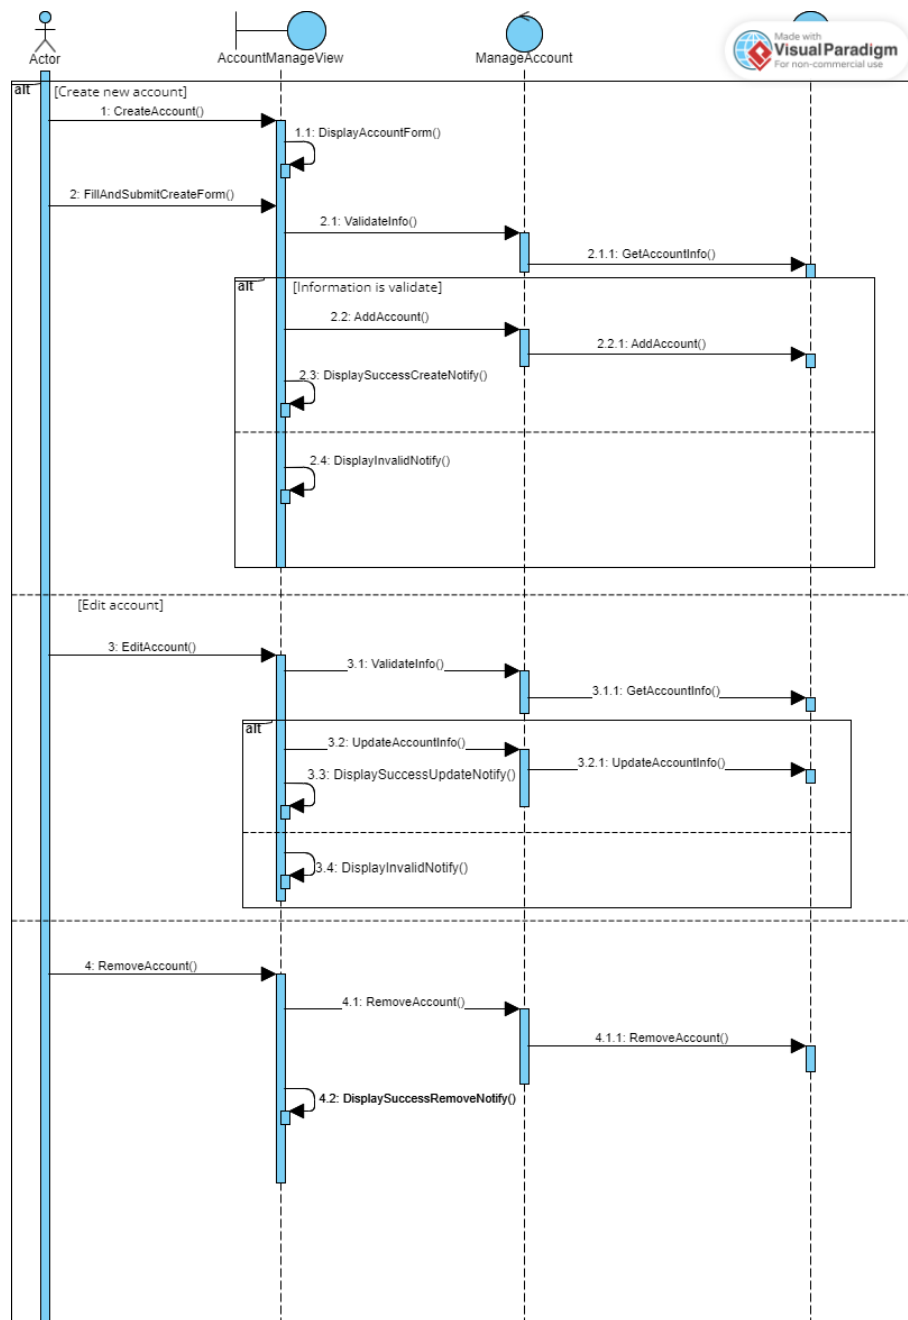 Made with
VisualParadigm
For non-commercial use
Actor
AccountManageView
ManageAccount
alt
[Create new account]
1: CreateAccount()
1.1: DisplayAccountForm()
2: FillAndSubmitCreateForm()
2.1: ValidateInfo()
2.1.1: GetAccountInfo()
alt
[Information is validate]
2.2: AddAccount()
2.2.1: AddAccount()
2.3: DisplaySuccessCreateNotify()
2.4: DisplayInvalidNotify()
[Edit account]
3: EditAccount()
3.1: ValidateInfo()
3.1.1: GetAccountInfo()
alt
3.2: UpdateAccountInfo()
3.2.1: UpdateAccountInfo()
3.3: DisplaySuccessUpdateNotify()
3.4: DisplayInvalidNotify()
4: RemoveAccount()
4.1: RemoveAccount()
4.1.1: RemoveAccount()
4.2: DisplaySuccessRemoveNotify()